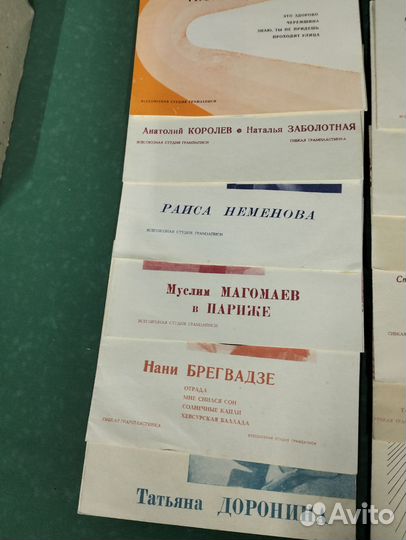 ЭТО ЗДОРОВО
ЧЕРЕМШИНА
ЗНАЮ, ТЫ НЕ ПРИДЕШЬ
ПРОХОДИТ УЛИЦА
ВСЕСОЮЗНАЯ СТУДИЯ ГРАМЗАПИСИ
Анатолий КОРОЛЕВ и Наталья ЗАБОЛОТНАЯ
ВСЕСОЮЗНАЯ СТУДИЯ ГРАМЗАПИСИ ГИБКАЯ ГРАМПЛАСТИНКА
РАИСА НЕМЕНОВА
ВСЕСОЮЗНАЯ СТУДИЯ ГРАМЗАПИСИ
Муслим МАГОМАЕВ
в ПАРИЖЕ
ВСЕСОЮЗНАЯ СТУДИЯ ГРАМЗАПИСИ
Нани БРЕГВАДЗЕ
ОТРАДА
МНЕ СНИЛСЯ СОН
СОЛНЕЧНЫЕ КАПЛИ
ХЕВСУРСКАЯ БАЛЛАДА
ГИБКАЯ ГРАМПЛАСТИНКА ВСЕСОЮЗНАЯ СТУДИЯ ГРАМЗАПИСИ
Татьяна ДОРОНИНА
Avito